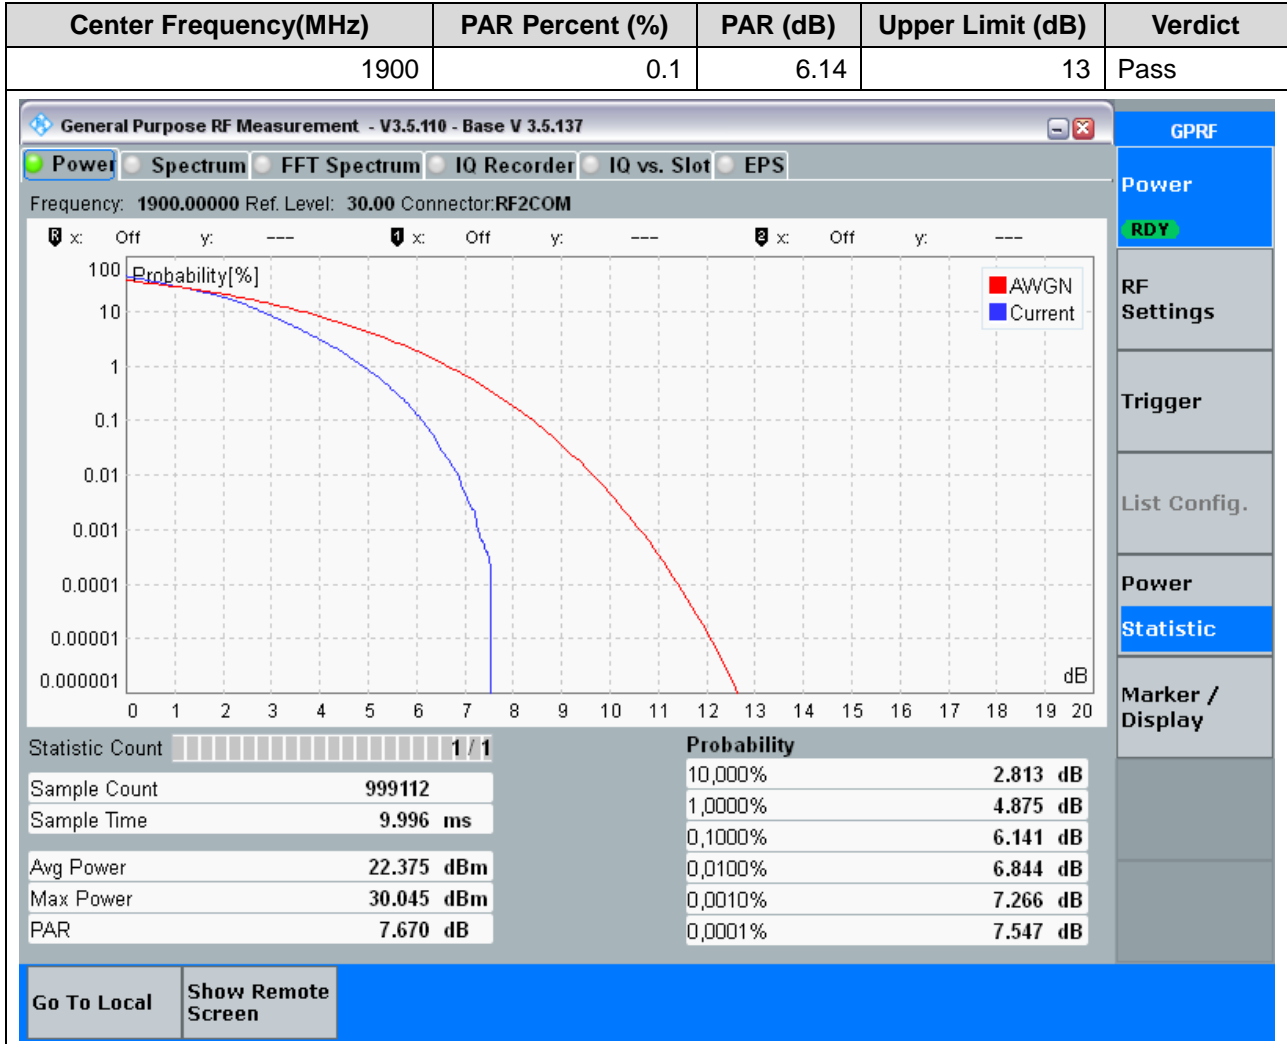 Center Frequency(MHz) PAR Percent (%) PAR (dB) Upper Limit (dB) Verdict
1900 0.1 6.14 13 Pass
General Purpose RF Measurement - V3.5.110 - Base V 3.5.137
GPRF
Power Spectrum FFT Spectrum IQ Recorder IQ vs. Slot EPS
Power
RDY
Frequency: 1900.00000 Ref. Level: 30.00 Connector:RF2COM
R x: Off y: --- 1 x: Off y: --- 2 x: Off y: ---
Probability[%]
AWGN
Current
100
10
1
0.1
0.01
0.001
0.0001
0.00001
0.000001
dB
0 1 2 3 4 5 6 7 8 9 10 11 12 13 14 15 16 17 18 19 20
RF
Settings
Trigger
List Config.
Power
Statistic
Marker /
Display
Statistic Count 1 / 1
Sample Count 999112
Sample Time 9.996 ms
Avg Power 22.375 dBm
Max Power 30.045 dBm
PAR 7.670 dB
Probability
10,000% 2.813 dB
1,0000% 4.875 dB
0,1000% 6.141 dB
0,0100% 6.844 dB
0,0010% 7.266 dB
0,0001% 7.547 dB
Go To Local
Show Remote
Screen